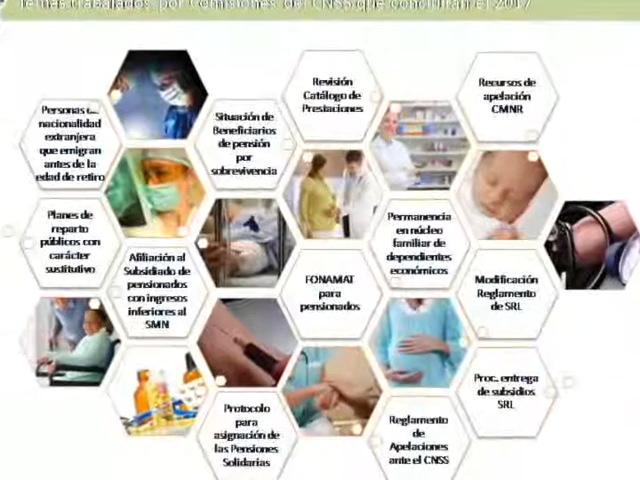 Temas trabajados por Comisiones del CNSS que concluirán el 2017
Personas de
nacionalidad
extranjera
que emigran
antes de la
edad de retiro
Situación de
Beneficiarios
de pensión
por
sobrevivencia
Revisión
Catálogo de
Prestaciones
Recursos de
apelación
CMNR
Planes de
reparto
públicos con
carácter
sustitutivo
Afiliación al
Subsidiado de
pensionados
con ingresos
inferiores al
SMN
FONAMAT
para
pensionados
Permanencia
en núcleo
familiar de
dependientes
económicos
Modificación
Reglamento
de SRL
Protocolo
para
asignación de
las Pensiones
Solidarias
Reglamento
de
Apelaciones
ante el CNSS
Proc. entrega
de subsidios
SRL